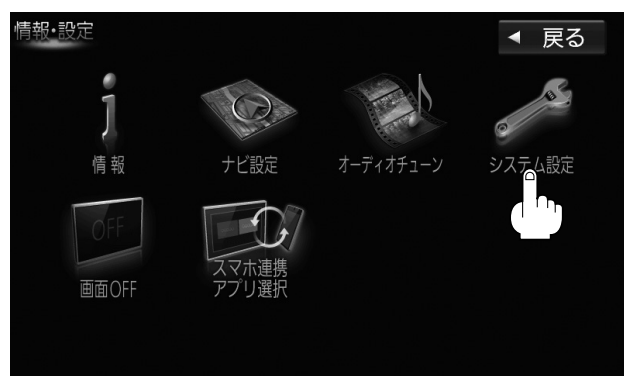 情報・設定
戻る
情報
ナビ設定
オーディオチューン
システム設定
OFF
画面OFF
スマホ連携
アプリ選択